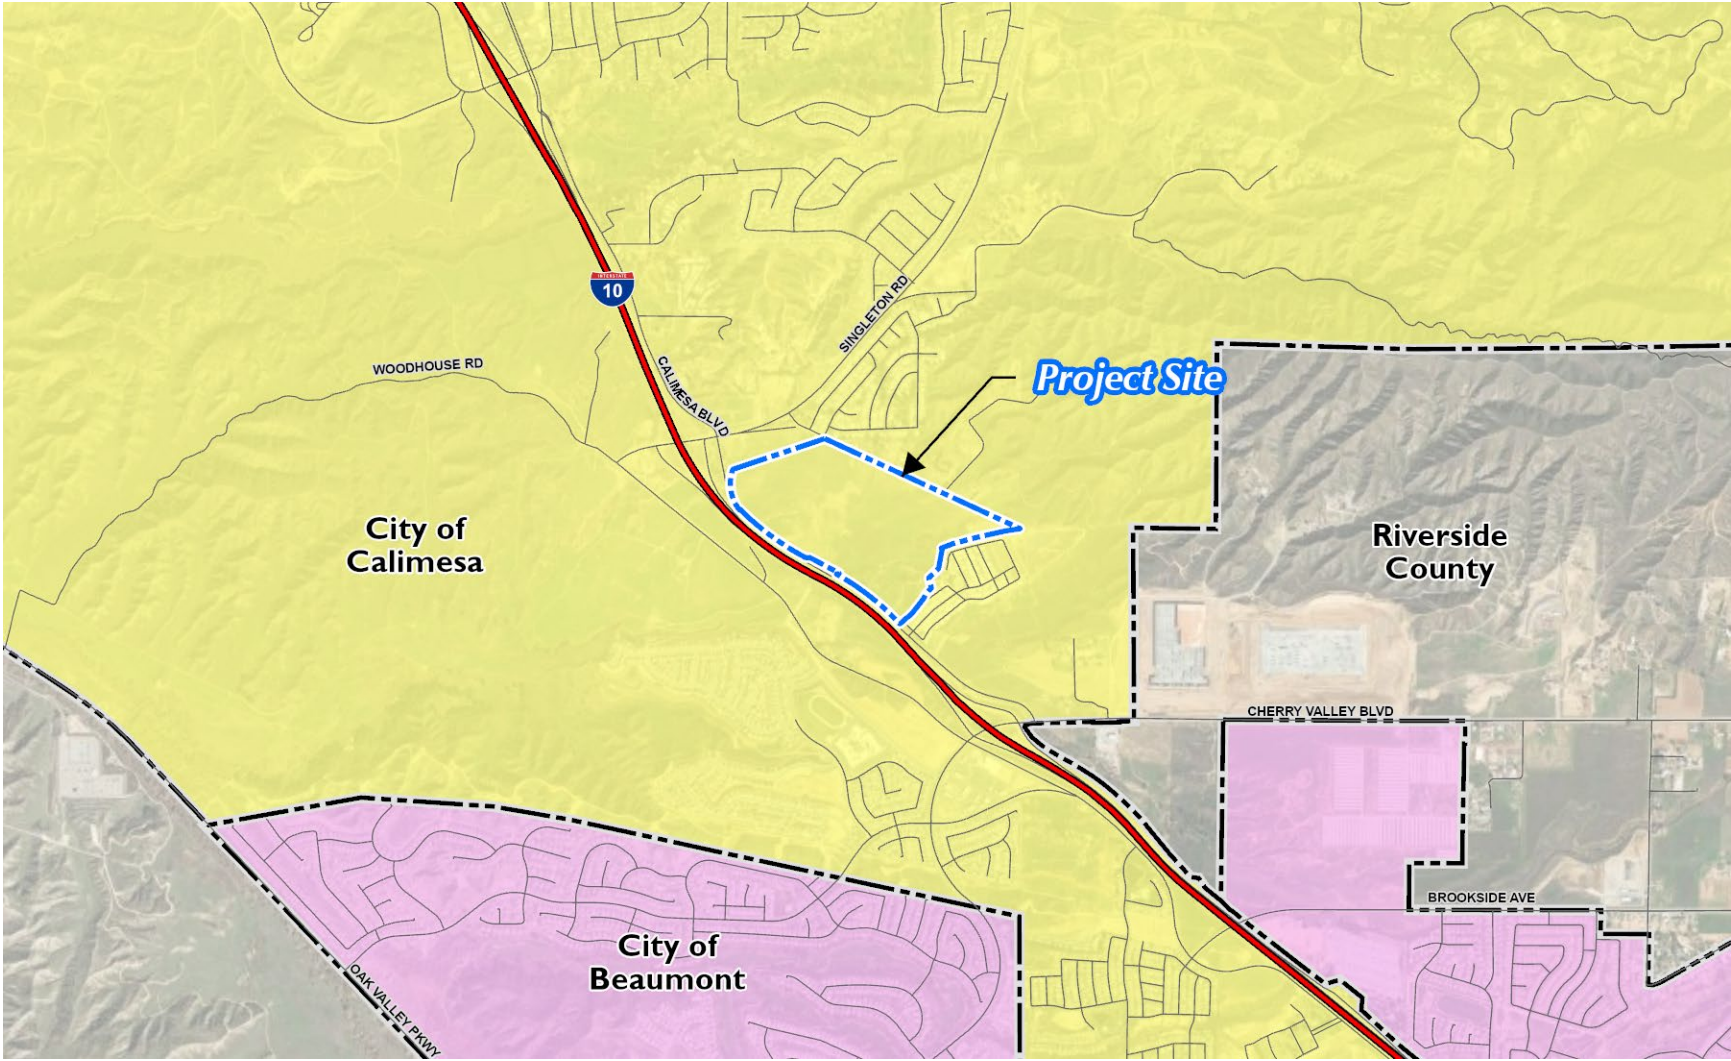 INTERSTATE
10
SINGLETON RD
WOODHOUSE RD
CALIMESA BLVD
Project Site
City of
Calimesa
Riverside
County
CHERRY VALLEY BLVD
BROOKSIDE AVE
City of
Beaumont
OAK VALLEY PKWY